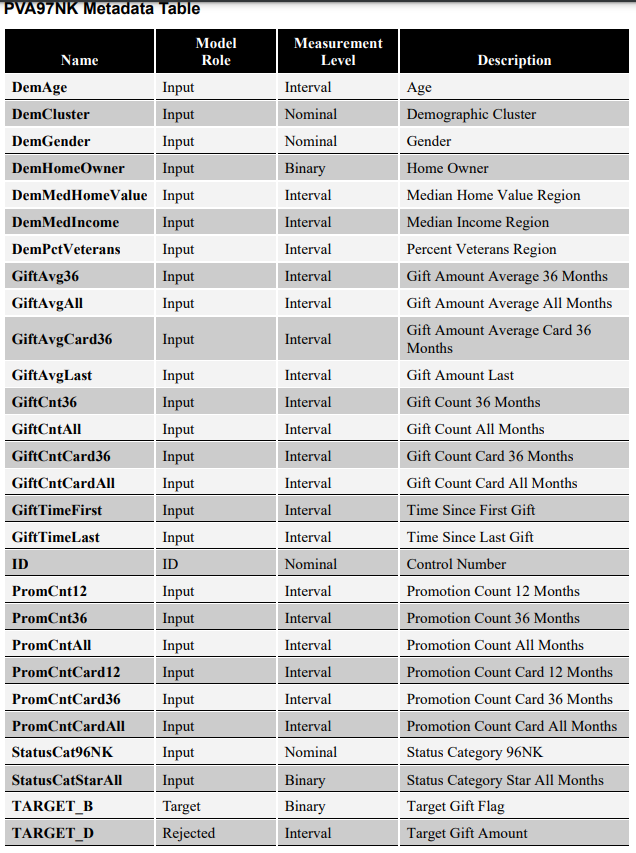 PVA97NK Metadata Table
Name Model Role Measurement Level Description
DemAge Input Interval Age
DemCluster Input Nominal Demographic Cluster
DemGender Input Nominal Gender
DemHomeOwner Input Binary Home Owner
DemMedHomeValue Input Interval Median Home Value Region
DemMedIncome Input Interval Median Income Region
DemPctVeterans Input Interval Percent Veterans Region
GiftAvg36 Input Interval Gift Amount Average 36 Months
GiftAvgAll Input Interval Gift Amount Average All Months
GiftAvgCard36 Input Interval Gift Amount Average Card 36 Months
GiftAvgLast Input Interval Gift Amount Last
GiftCnt36 Input Interval Gift Count 36 Months
GiftCntAll Input Interval Gift Count All Months
GiftCntCard36 Input Interval Gift Count Card 36 Months
GiftCntCardAll Input Interval Gift Count Card All Months
GiftTimeFirst Input Interval Time Since First Gift
GiftTimeLast Input Interval Time Since Last Gift
ID ID Nominal Control Number
PromCnt12 Input Interval Promotion Count 12 Months
PromCnt36 Input Interval Promotion Count 36 Months
PromCntAll Input Interval Promotion Count All Months
PromCntCard12 Input Interval Promotion Count Card 12 Months
PromCntCard36 Input Interval Promotion Count Card 36 Months
PromCntCardAll Input Interval Promotion Count Card All Months
StatusCat96NK Input Nominal Status Category 96NK
StatusCatStarAll Input Binary Status Category Star All Months
TARGET_B Target Binary Target Gift Flag
TARGET_D Rejected Interval Target Gift Amount